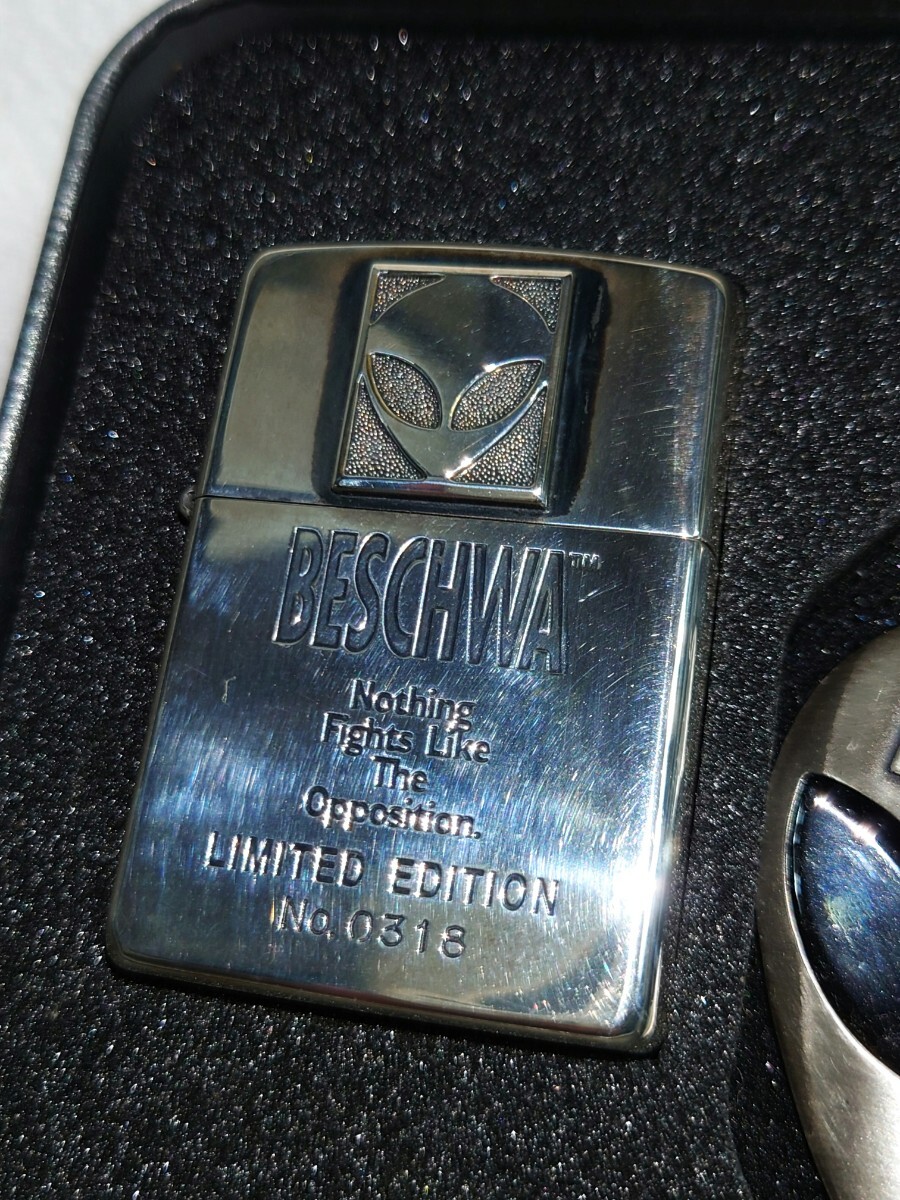 BESCHWA™
Nothing
Fights Like
The
Opposition.
LIMITED EDITION
No.0318